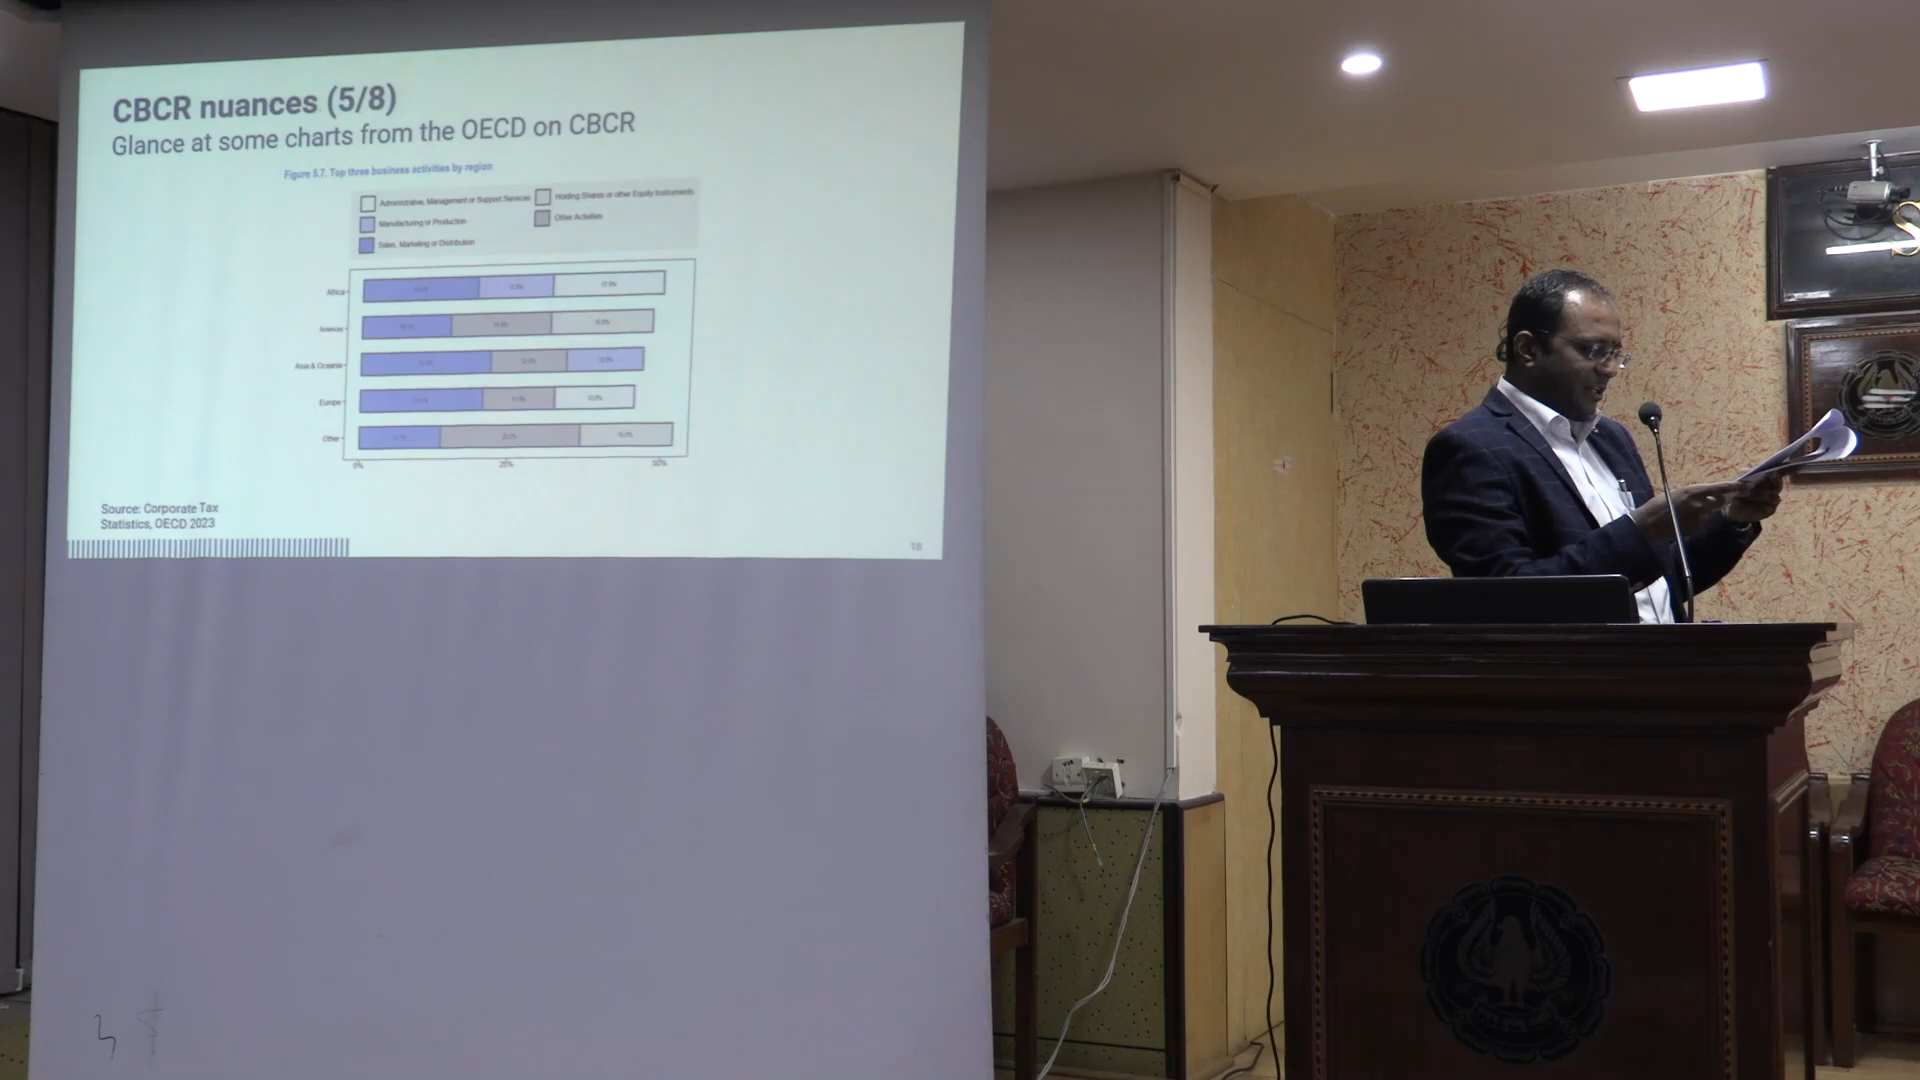 CBCR nuances (5/8)
Glance at some charts from the OECD on CBCR
Figure 5.7. Top three business activities by region
Administrative, Management or Support Services
Holding Shares or other Equity Instruments
Manufacturing or Production
Other Activities
Sales, Marketing or Distribution
Africa
Americas
Asia & Oceania
Europe
Other
0%
25%
50%
Source: Corporate Tax
Statistics, OECD 2023
18